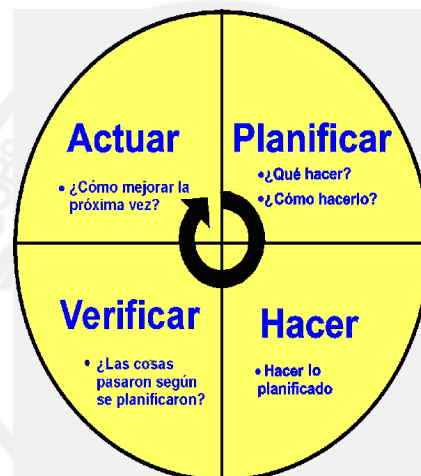 Actuar
• ¿Cómo mejorar la
próxima vez?
Planificar
•¿Qué hacer?
•¿Cómo hacerlo?
Verificar
• ¿Las cosas
pasaron según
se planificaron?
Hacer
• Hacer lo
planificado